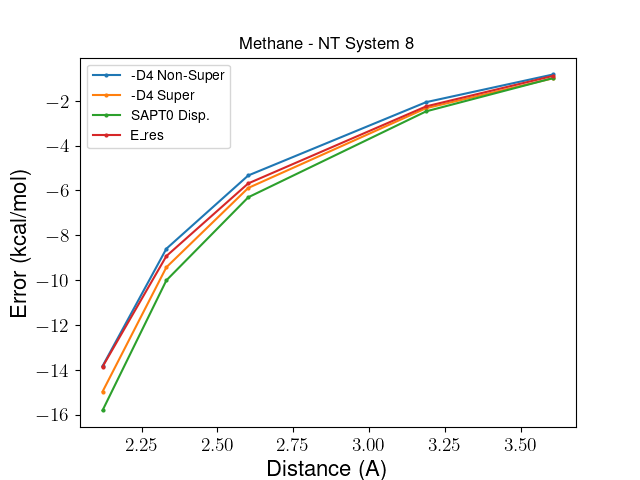 Methane - NT System 8
-D4 Non-Super
-D4 Super
SAPT0 Disp.
E_res
Error (kcal/mol)
−2
−4
−6
−8
−10
−12
−14
−16
2.25 2.50 2.75 3.00 3.25 3.50
Distance (A)